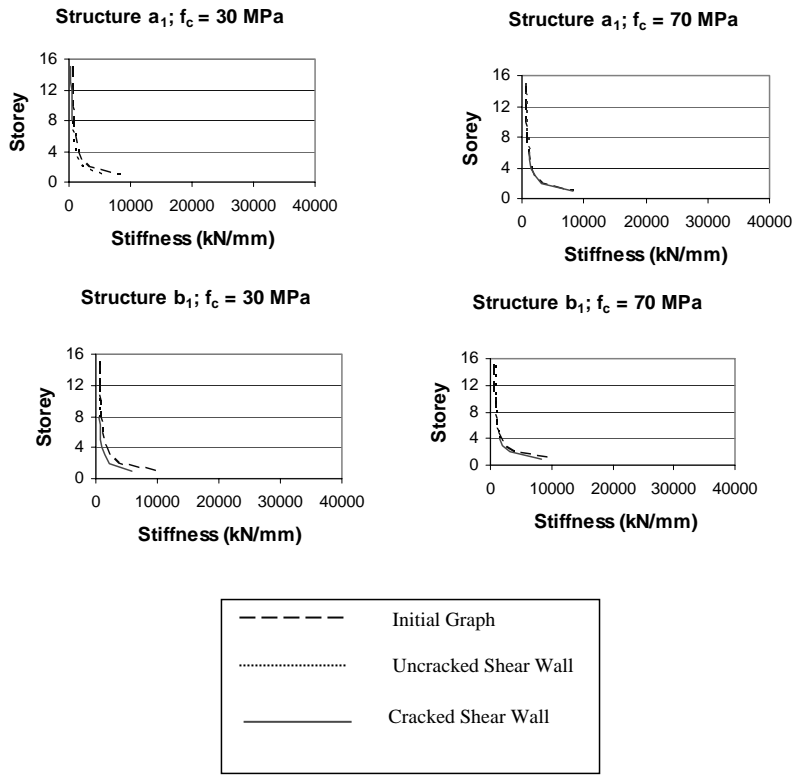 Structure a1; fc = 30 MPa
16
12
8
4
0
Storey
0 10000 20000 30000 40000
Stiffness (kN/mm)
Structure a1; fc = 70 MPa
16
12
8
4
0
Sorey
0 10000 20000 30000 40000
Stiffness (kN/mm)
Structure b1; fc = 30 MPa
16
12
8
4
0
Storey
0 10000 20000 30000 40000
Stiffness (kN/mm)
Structure b1; fc = 70 MPa
16
12
8
4
0
Storey
0 10000 20000 30000 40000
Stiffness (kN/mm)
Initial Graph
Uncracked Shear Wall
Cracked Shear Wall